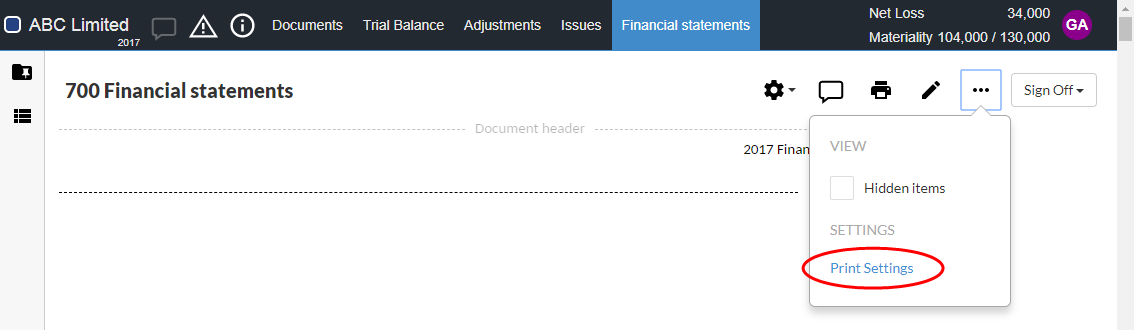 ABC Limited
2017
Documents
Trial Balance
Adjustments
Issues
Financial statements
Net Loss 34,000
Materiality 104,000 / 130,000
GA
700 Financial statements
Sign Off
Document header
2017 Finan
VIEW
Hidden items
SETTINGS
Print Settings